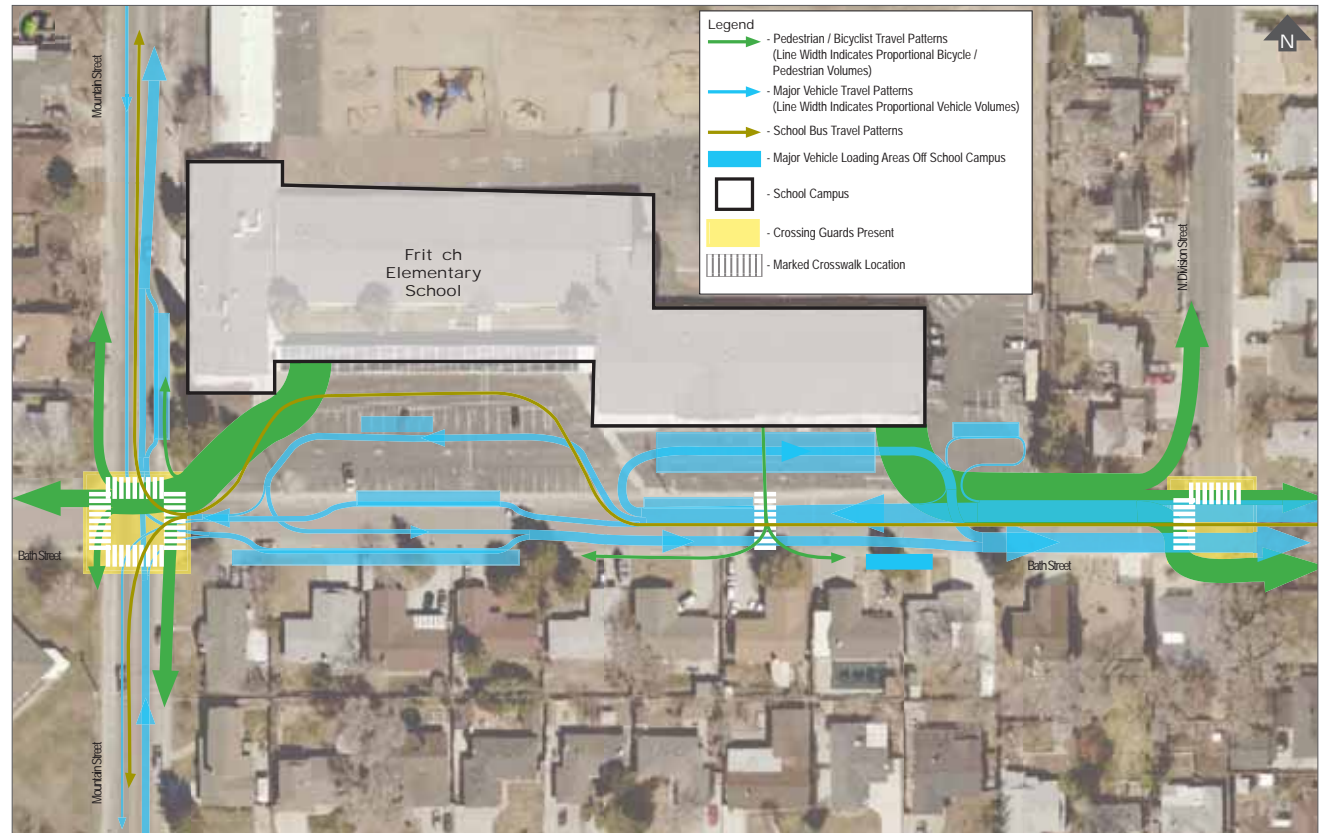 Legend
- Pedestrian / Bicyclist Travel Patterns
(Line Width Indicates Proportional Bicycle /
Pedestrian Volumes)
- Major Vehicle Travel Patterns
(Line Width Indicates Proportional Vehicle Volumes)
- School Bus Travel Patterns
- Major Vehicle Loading Areas Off School Campus
- School Campus
- Crossing Guards Present
- Marked Crosswalk Location
N
Mountain Street
N. Division Street
Frit ch
Elementary
School
Bath Street
Bath Street
Mountain Street